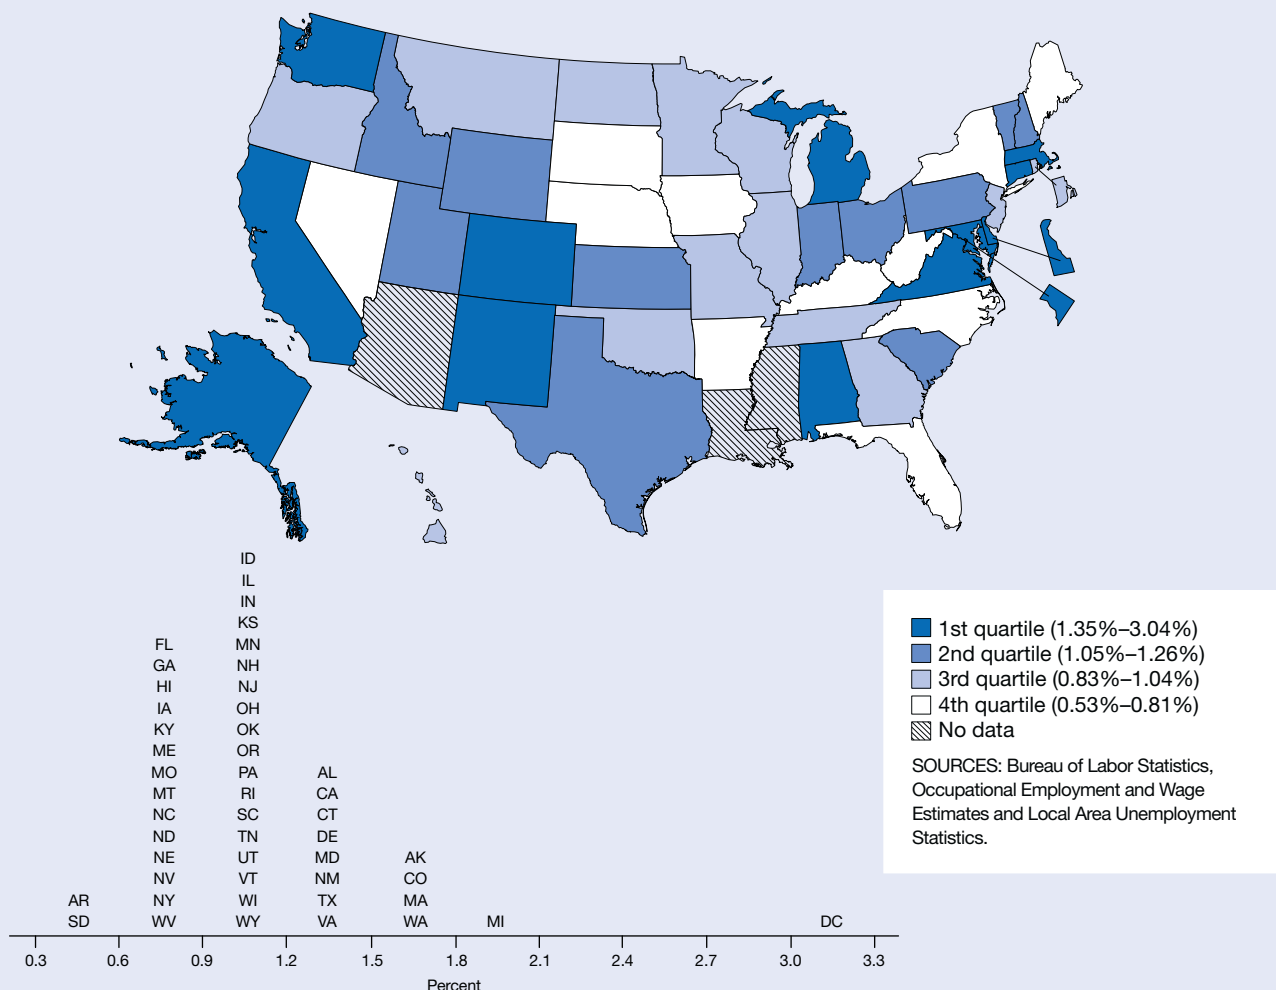 ID
IL
IN
KS
FL MN
GA NH
HI NJ
IA OH
KY OK
ME OR
MO PA AL
MT RI CA
NC SC CT
ND TN DE
NE UT MD AK
NV VT NM CO
AR NY WI TX MA
SD WV WY VA WA MI DC
0.3 0.6 0.9 1.2 1.5 1.8 2.1 2.4 2.7 3.0 3.3
Percent
1st quartile (1.35%–3.04%)
2nd quartile (1.05%–1.26%)
3rd quartile (0.83%–1.04%)
4th quartile (0.53%–0.81%)
No data
SOURCES: Bureau of Labor Statistics,
Occupational Employment and Wage
Estimates and Local Area Unemployment
Statistics.